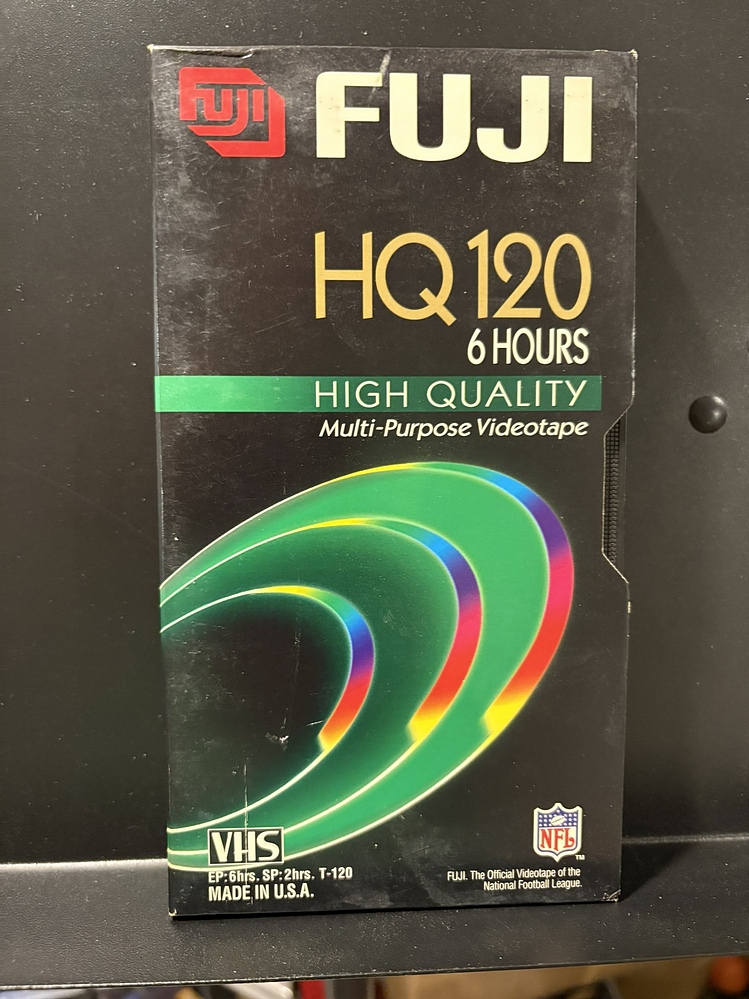 FUJI FUJI
HQ 120
6 HOURS
HIGH QUALITY
Multi-Purpose Videotape
NFL
TM
VHS
EP:6hrs. SP:2hrs. T-120
MADE IN U.S.A.
FUJI. The Official Videotape of the
National Football League.